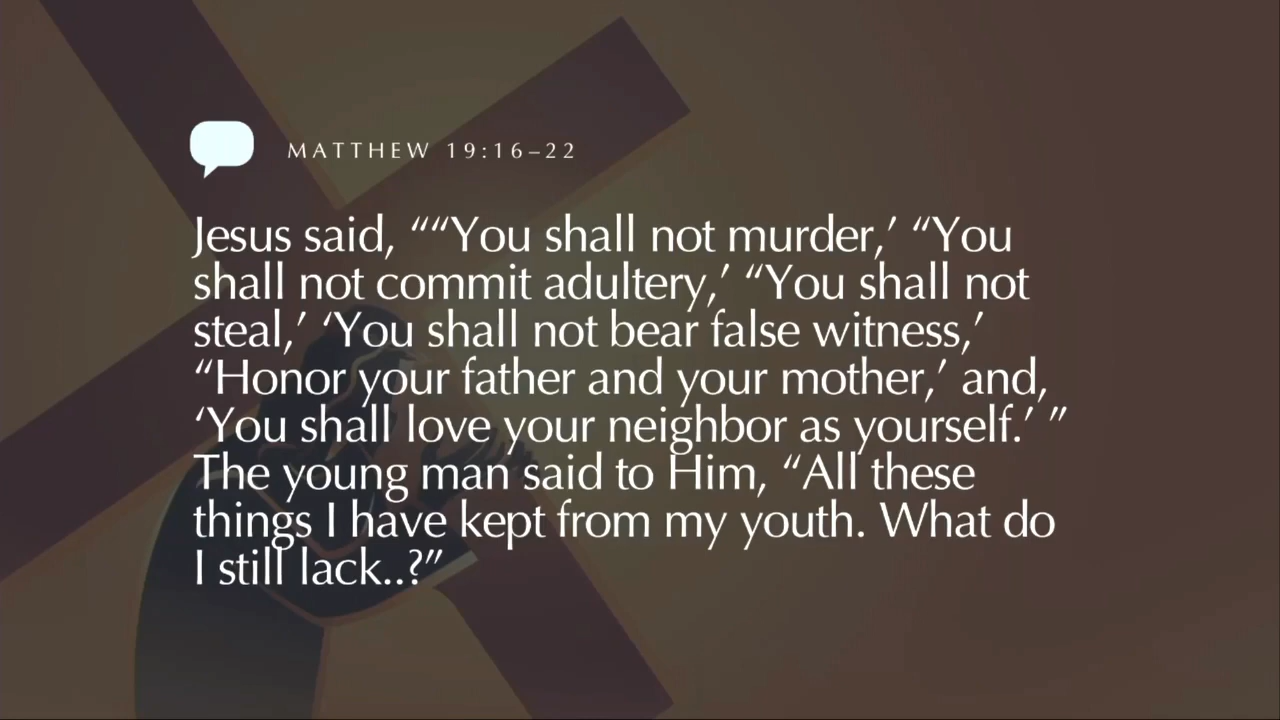 MATTHEW 19:16–22
Jesus said, ““You shall not murder,’ “You
shall not commit adultery,’ “You shall not
steal,’ ‘You shall not bear false witness,’
“Honor your father and your mother,’ and,
‘You shall love your neighbor as yourself.’ ”
The young man said to Him, “All these
things I have kept from my youth. What do
I still lack..?”